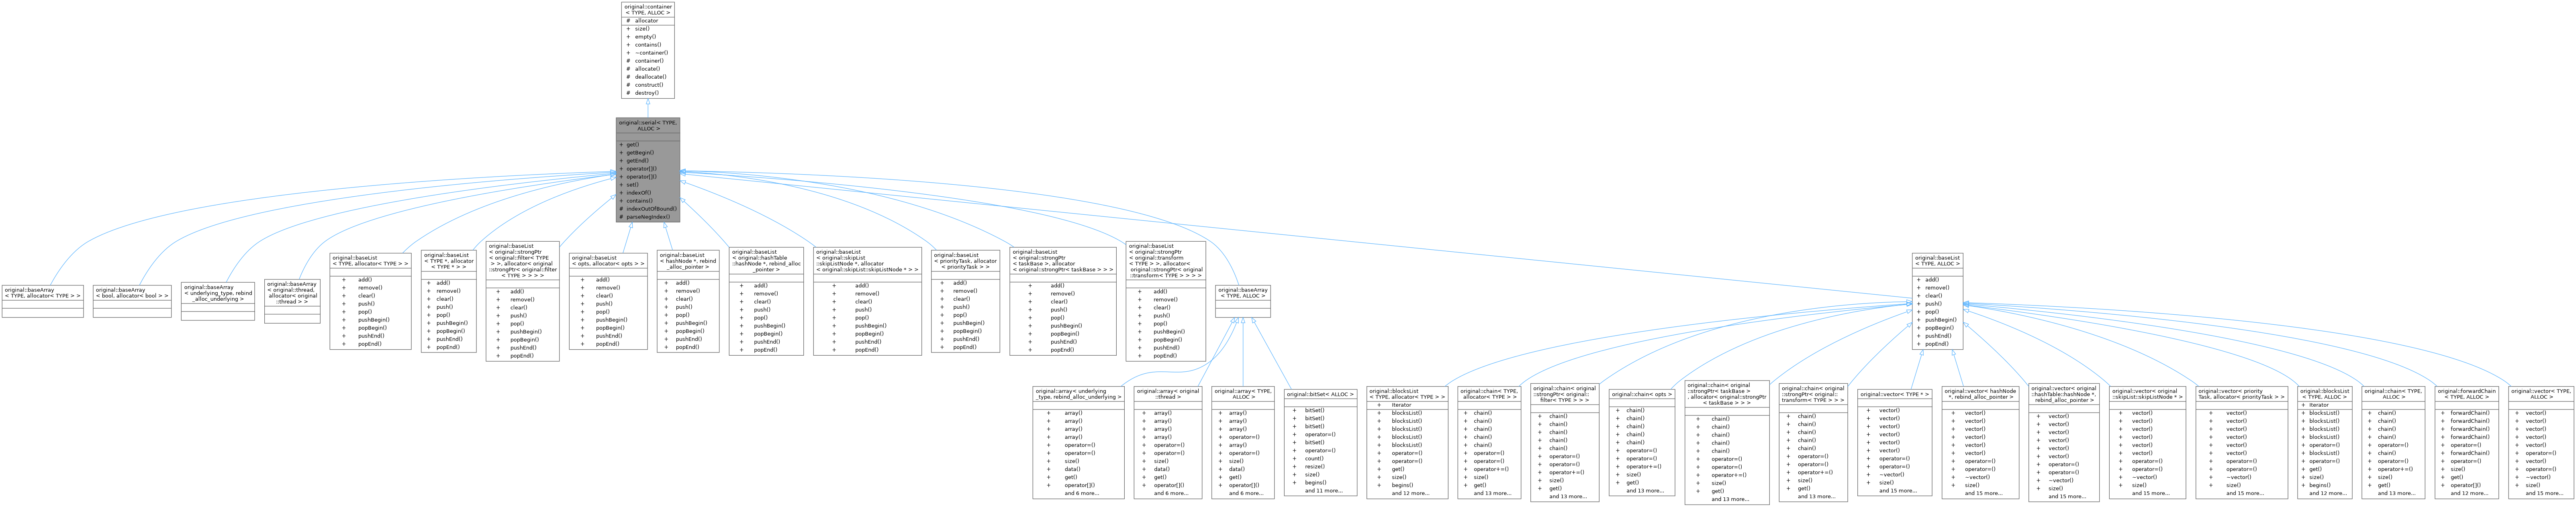 original::container
< TYPE, ALLOC >
# allocator
+ size()
+ empty()
+ contains()
+ ~container()
# container()
# allocate()
# deallocate()
# construct()
# destroy()
original::serial< TYPE,
ALLOC >
+ get()
+ getBegin()
+ getEnd()
+ operator[]()
+ operator[]()
+ set()
+ indexOf()
+ contains()
# indexOutOfBound()
# parseNegIndex()
original::baseArray
< TYPE, allocator< TYPE > >
original::baseArray
< bool, allocator< bool > >
original::baseArray
< underlying_type, rebind
_alloc_underlying >
original::baseArray
< original::thread,
allocator< original
::thread > >
original::baseList
< TYPE, allocator< TYPE > >
+ add()
+ remove()
+ clear()
+ push()
+ pop()
+ pushBegin()
+ popBegin()
+ pushEnd()
+ popEnd()
original::baseList
< TYPE *, allocator
< TYPE * > >
+ add()
+ remove()
+ clear()
+ push()
+ pop()
+ pushBegin()
+ popBegin()
+ pushEnd()
+ popEnd()
original::baseList
< original::strongPtr
< original::filter< TYPE
> >, allocator< original
::strongPtr< original::filter
< TYPE > > > >
+ add()
+ remove()
+ clear()
+ push()
+ pop()
+ pushBegin()
+ popBegin()
+ pushEnd()
+ popEnd()
original::baseList
< opts, allocator< opts > >
+ add()
+ remove()
+ clear()
+ push()
+ pop()
+ pushBegin()
+ popBegin()
+ pushEnd()
+ popEnd()
original::baseList
< hashNode *, rebind
_alloc_pointer >
+ add()
+ remove()
+ clear()
+ push()
+ pop()
+ pushBegin()
+ popBegin()
+ pushEnd()
+ popEnd()
original::baseList
< original::hashTable
::hashNode *, rebind_alloc
_pointer >
+ add()
+ remove()
+ clear()
+ push()
+ pop()
+ pushBegin()
+ popBegin()
+ pushEnd()
+ popEnd()
original::baseList
< original::skipList
::skipListNode *, allocator
< original::skipList::skipListNode * > >
+ add()
+ remove()
+ clear()
+ push()
+ pop()
+ pushBegin()
+ popBegin()
+ pushEnd()
+ popEnd()
original::baseList
< priorityTask, allocator
< priorityTask > >
+ add()
+ remove()
+ clear()
+ push()
+ pop()
+ pushBegin()
+ popBegin()
+ pushEnd()
+ popEnd()
original::baseList
< original::strongPtr
< taskBase >, allocator
< original::strongPtr< taskBase > > >
+ add()
+ remove()
+ clear()
+ push()
+ pop()
+ pushBegin()
+ popBegin()
+ pushEnd()
+ popEnd()
original::baseList
< original::strongPtr
< original::transform
< TYPE > >, allocator<
original::strongPtr< original
::transform< TYPE > > > >
+ add()
+ remove()
+ clear()
+ push()
+ pop()
+ pushBegin()
+ popBegin()
+ pushEnd()
+ popEnd()
original::baseArray
< TYPE, ALLOC >
original::baseList
< TYPE, ALLOC >
+ add()
+ remove()
+ clear()
+ push()
+ pop()
+ pushBegin()
+ popBegin()
+ pushEnd()
+ popEnd()
original::array< underlying
_type, rebind_alloc_underlying >
+ array()
+ array()
+ array()
+ array()
+ operator=()
+ operator=()
+ size()
+ data()
+ get()
+ operator[]()
and 6 more...
original::array< original
::thread >
+ array()
+ array()
+ array()
+ array()
+ operator=()
+ operator=()
+ size()
+ data()
+ get()
+ operator[]()
and 6 more...
original::array< TYPE,
ALLOC >
+ array()
+ array()
+ array()
+ operator=()
+ array()
+ operator=()
+ size()
+ data()
+ get()
+ operator[]()
and 6 more...
original::bitSet< ALLOC >
+ bitSet()
+ bitSet()
+ bitSet()
+ operator=()
+ bitSet()
+ operator=()
+ count()
+ resize()
+ size()
+ begins()
and 11 more...
original::blocksList
< TYPE, allocator< TYPE > >
+ Iterator
+ blocksList()
+ blocksList()
+ blocksList()
+ blocksList()
+ blocksList()
+ operator=()
+ operator=()
+ get()
+ size()
+ begins()
and 12 more...
original::chain< TYPE,
allocator< TYPE > >
+ chain()
+ chain()
+ chain()
+ chain()
+ chain()
+ operator=()
+ operator=()
+ operator+=()
+ size()
+ get()
and 13 more...
original::chain< original
::strongPtr< original::
filter< TYPE > > >
+ chain()
+ chain()
+ chain()
+ chain()
+ chain()
+ operator=()
+ operator=()
+ operator+=()
+ size()
+ get()
and 13 more...
original::chain< opts >
+ chain()
+ chain()
+ chain()
+ chain()
+ chain()
+ operator=()
+ operator=()
+ operator+=()
+ size()
+ get()
and 13 more...
original::chain< original
::strongPtr< taskBase >
, allocator< original::strongPtr
< taskBase > > >
+ chain()
+ chain()
+ chain()
+ chain()
+ chain()
+ operator=()
+ operator=()
+ operator+=()
+ size()
+ get()
and 13 more...
original::chain< original
::strongPtr< original::
transform< TYPE > > >
+ chain()
+ chain()
+ chain()
+ chain()
+ chain()
+ operator=()
+ operator=()
+ operator+=()
+ size()
+ get()
and 13 more...
original::vector< TYPE * >
+ vector()
+ vector()
+ vector()
+ vector()
+ vector()
+ vector()
+ operator=()
+ operator=()
+ ~vector()
+ size()
and 15 more...
original::vector< hashNode
*, rebind_alloc_pointer >
+ vector()
+ vector()
+ vector()
+ vector()
+ vector()
+ vector()
+ operator=()
+ operator=()
+ ~vector()
+ size()
and 15 more...
original::vector< original
::hashTable::hashNode *,
rebind_alloc_pointer >
+ vector()
+ vector()
+ vector()
+ vector()
+ vector()
+ vector()
+ operator=()
+ operator=()
+ ~vector()
+ size()
and 15 more...
original::vector< original
::skipList::skipListNode * >
+ vector()
+ vector()
+ vector()
+ vector()
+ vector()
+ vector()
+ operator=()
+ operator=()
+ ~vector()
+ size()
and 15 more...
original::vector< priority
Task, allocator< priorityTask > >
+ vector()
+ vector()
+ vector()
+ vector()
+ vector()
+ vector()
+ operator=()
+ operator=()
+ ~vector()
+ size()
and 15 more...
original::blocksList
< TYPE, ALLOC >
+ Iterator
+ blocksList()
+ blocksList()
+ blocksList()
+ blocksList()
+ operator=()
+ blocksList()
+ operator=()
+ get()
+ size()
+ begins()
and 12 more...
original::chain< TYPE,
ALLOC >
+ chain()
+ chain()
+ chain()
+ chain()
+ operator=()
+ chain()
+ operator=()
+ operator+=()
+ size()
+ get()
and 13 more...
original::forwardChain
< TYPE, ALLOC >
+ forwardChain()
+ forwardChain()
+ forwardChain()
+ forwardChain()
+ operator=()
+ forwardChain()
+ operator=()
+ size()
+ get()
+ operator[]()
and 12 more...
original::vector< TYPE,
ALLOC >
+ vector()
+ vector()
+ vector()
+ vector()
+ vector()
+ operator=()
+ vector()
+ operator=()
+ ~vector()
+ size()
and 15 more...